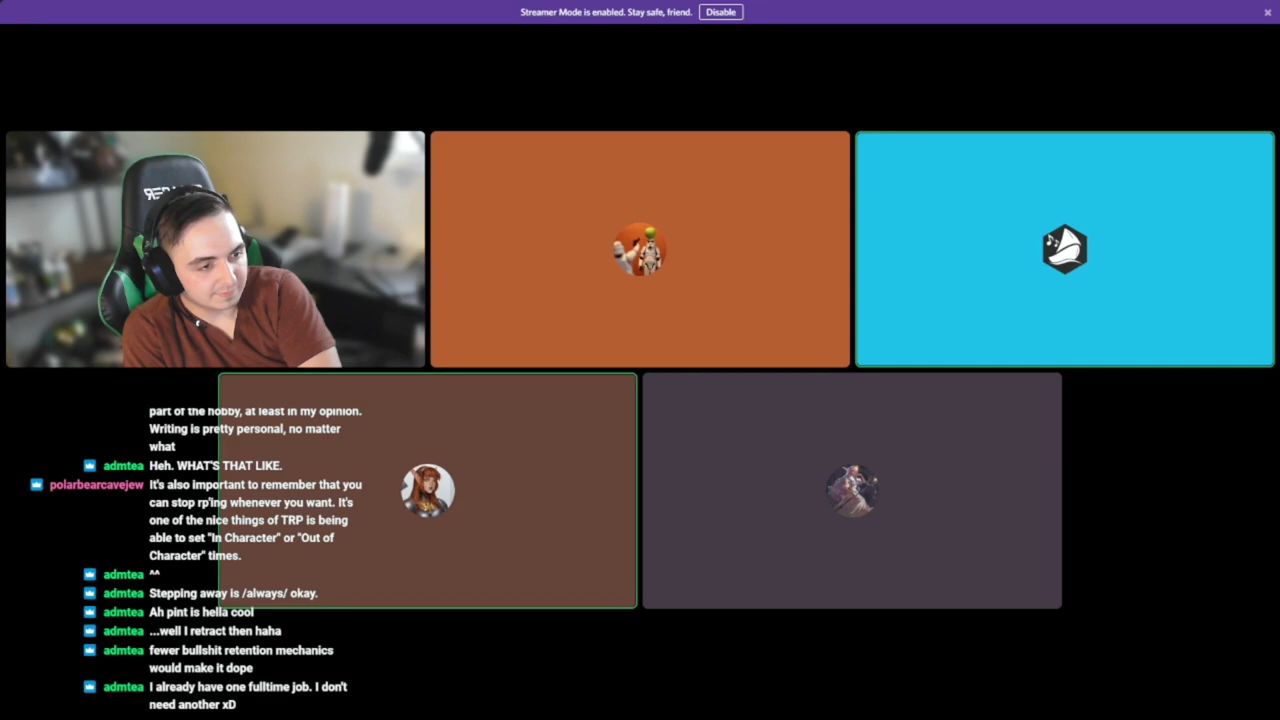 Streamer Mode is enabled. Stay safe, friend. Disable
part of the hobby, at least in my opinion.
Writing is pretty personal, no matter
what
admtea Heh. WHAT'S THAT LIKE.
polarbearcavejew It's also important to remember that you
can stop rp'ing whenever you want. It's
one of the nice things of TRP is being
able to set "In Character" or "Out of
Character" times.
admtea ^^
admtea Stepping away is /always/ okay.
admtea Ah pint is hella cool
admtea ...well I retract then haha
admtea fewer bullshit retention mechanics
would make it dope
admtea I already have one fulltime job. I don't
need another xD